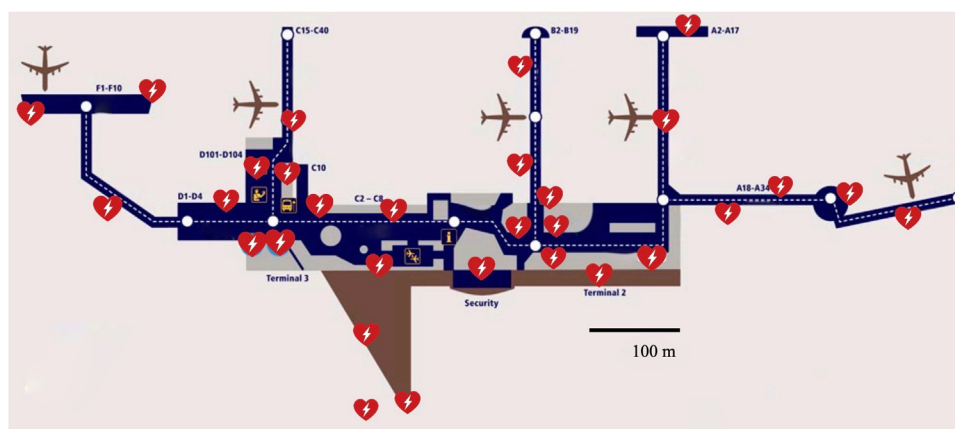 C15-C40
B2-B19
A2-A17
F1-F10
D101-D104
C10
D1-D4
C2 – C8
A18-A34
Terminal 3
Security
Terminal 2
100 m